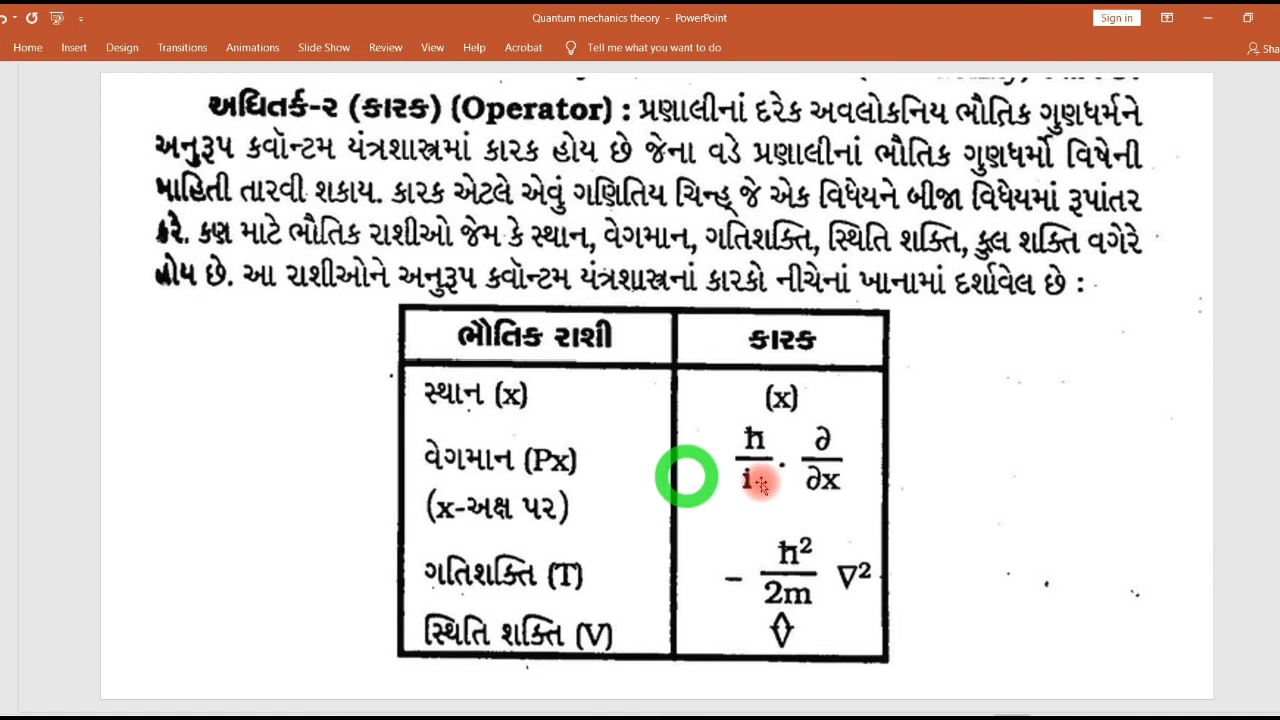 Quantum mechanics theory - PowerPoint
Sign in
Home Insert Design Transitions Animations Slide Show Review View Help Acrobat Tell me what you want to do Sha
અધિતર્ક-૨ (કારક) (Operator) : પ્રણાલીનાં દરેક અવલોકનિય ભૌતિક ગુણધર્મને
અનુરૂપ ક્વૉન્ટમ યંત્રશાસ્ત્રમાં કારક હોય છે જેના વડે પ્રણાલીનાં ભૌતિક ગુણધર્મો વિષેની
માહિતી તારવી શકાય. કારક એટલે એવું ગણિતિય ચિન્હ્ જે એક વિધેયને બીજા વિધેયમાં રૂપાંતર
કરે. કણ માટે ભૌતિક રાશીઓ જેમ કે સ્થાન, વેગમાન, ગતિશક્તિ, સ્થિતિ શક્તિ, કુલ શક્તિ વગેરે
હોય છે. આ રાશીઓને અનુરૂપ ક્વૉન્ટમ યંત્રશાસ્ત્રનાં કારકો નીચેનાં ખાનામાં દર્શાવેલ છે :
ભૌતિક રાશી કારક
સ્થાન (x) (x)
વેગમાન (Px) ħ/i · ∂/∂x
(x-અક્ષ પર)
ગતિશક્તિ (T) - ħ²/2m ∇²
સ્થિતિ શક્તિ (V)